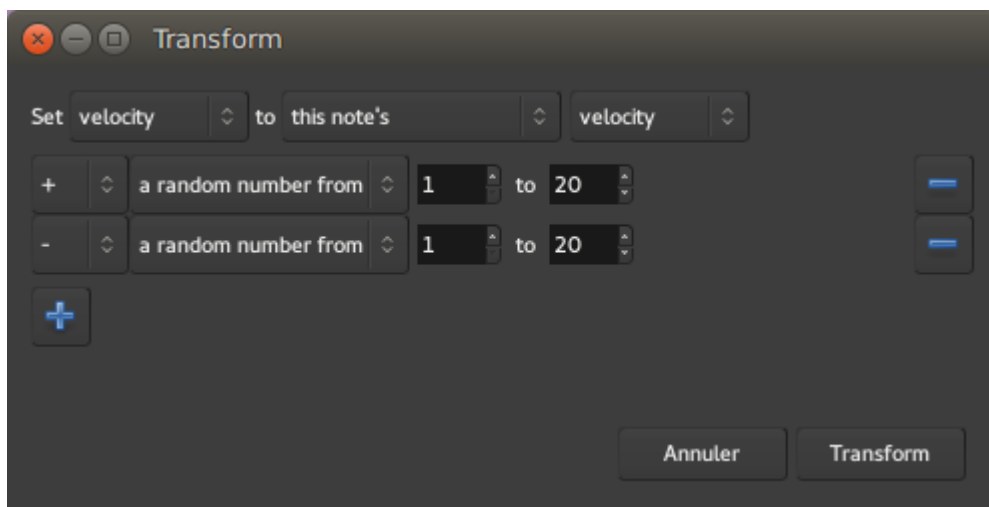 Transform
Set velocity to this note's velocity
+ a random number from 1 to 20
- a random number from 1 to 20
Annuler Transform